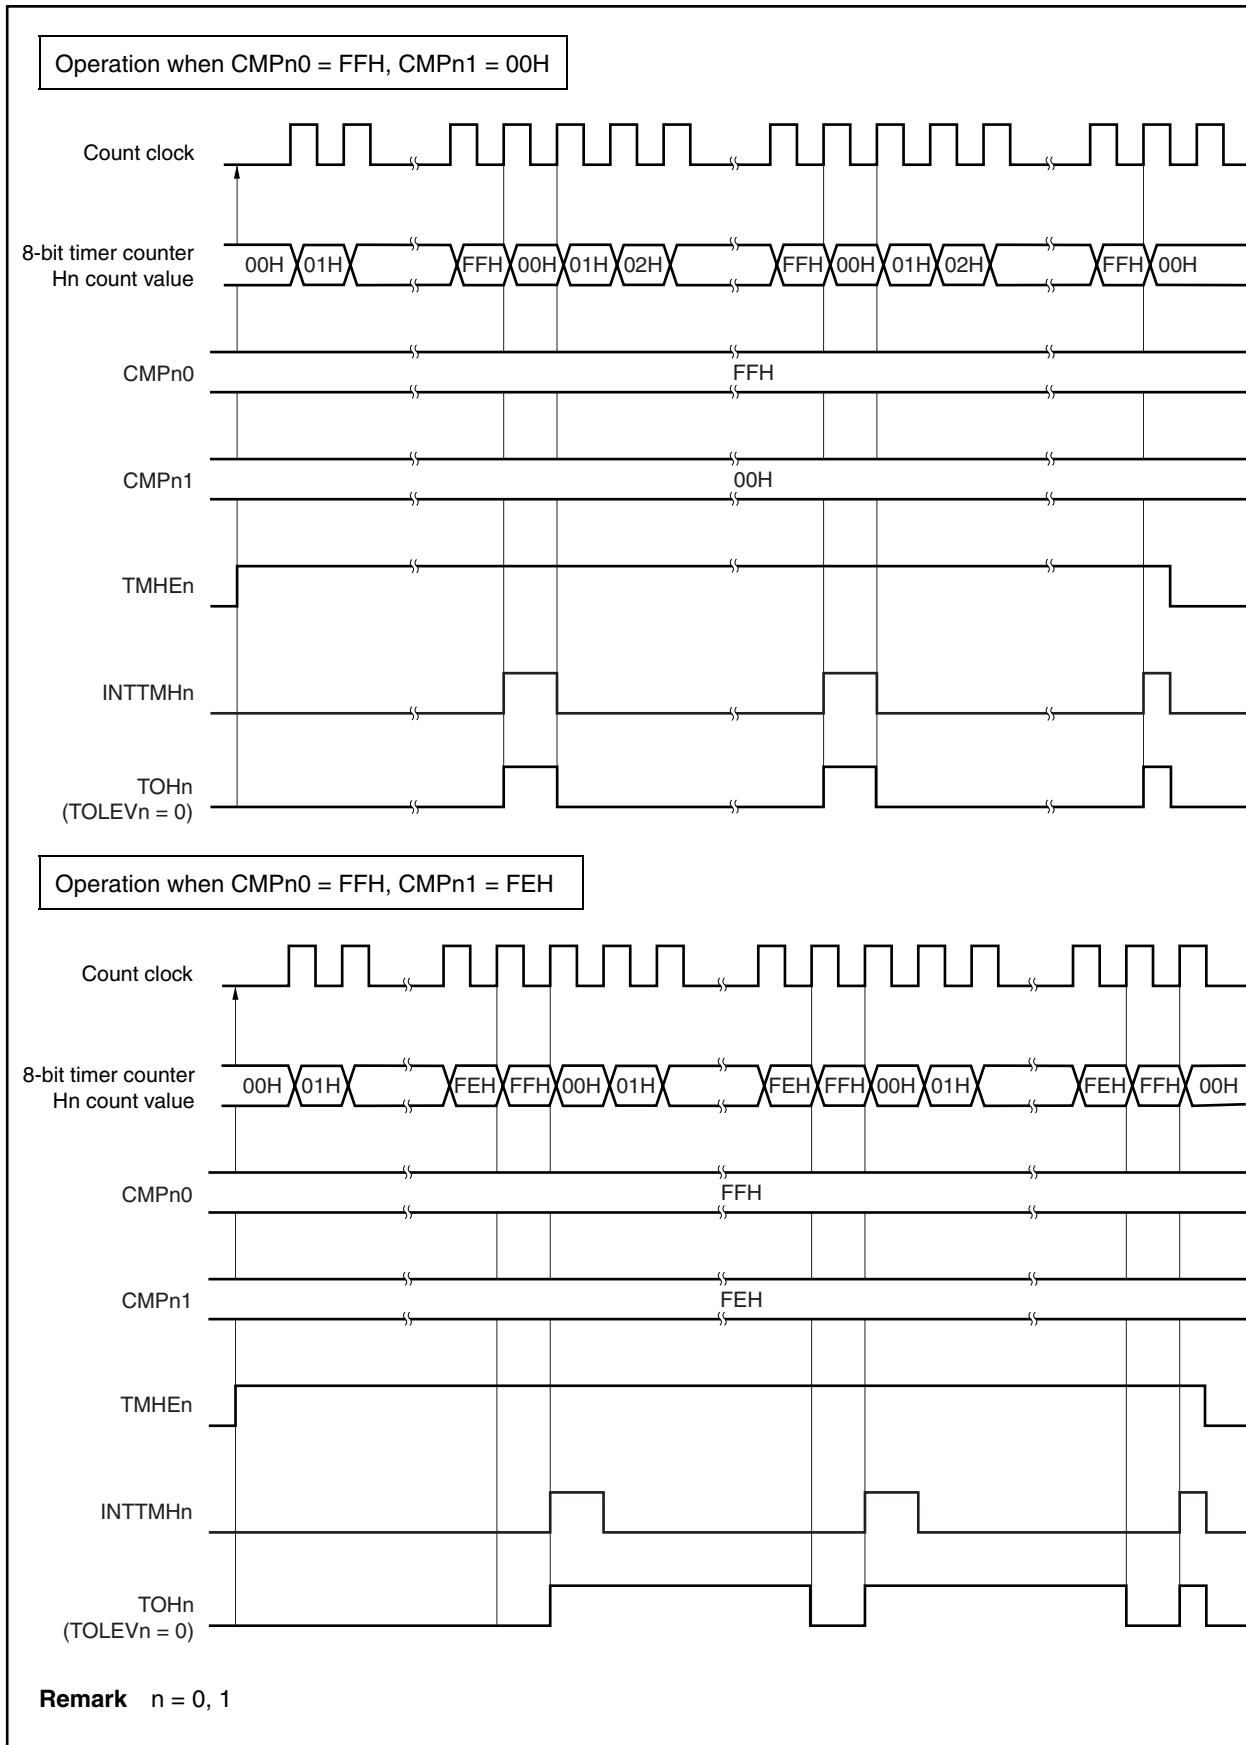 Operation when CMPn0 = FFH, CMPn1 = 00H
Count clock
8-bit timer counter
Hn count value
00H 01H FFH 00H 01H 02H FFH 00H 01H 02H FFH 00H
CMPn0
FFH
CMPn1
00H
TMHEn
INTTMHn
TOHn
(TOLEVn = 0)
Operation when CMPn0 = FFH, CMPn1 = FEH
Count clock
8-bit timer counter
Hn count value
00H 01H FEH FFH 00H 01H FEH FFH 00H 01H FEH FFH 00H
CMPn0
FFH
CMPn1
FEH
TMHEn
INTTMHn
TOHn
(TOLEVn = 0)
Remark n = 0, 1